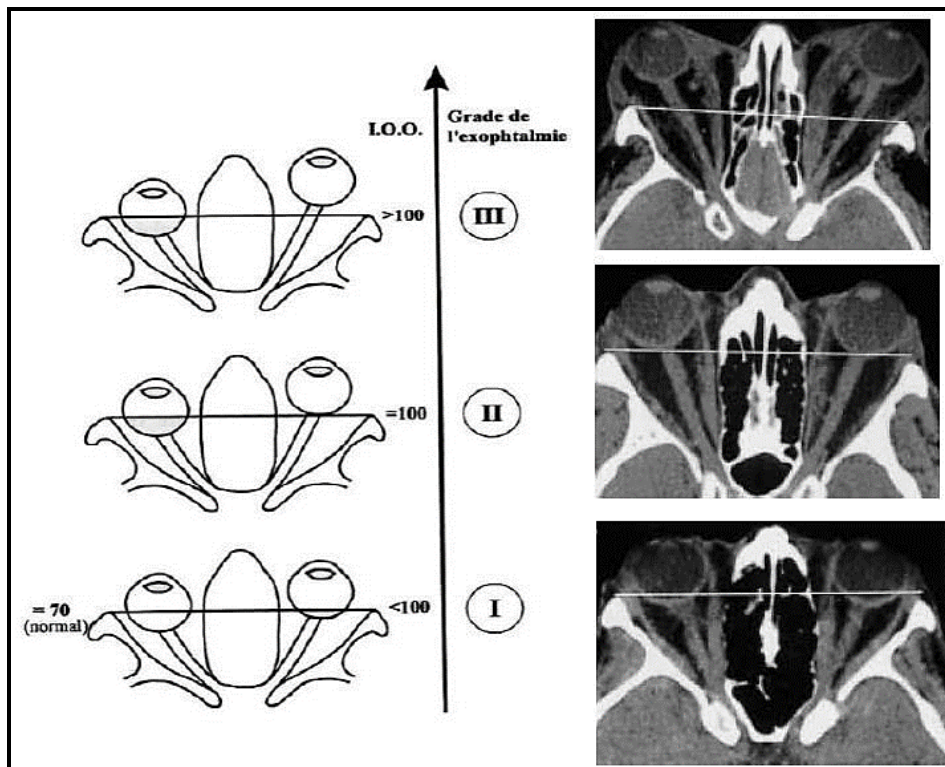 I.O.O.
Grade de
l'exophtalmie
>100
III
=100
II
= 70
(normal)
<100
I